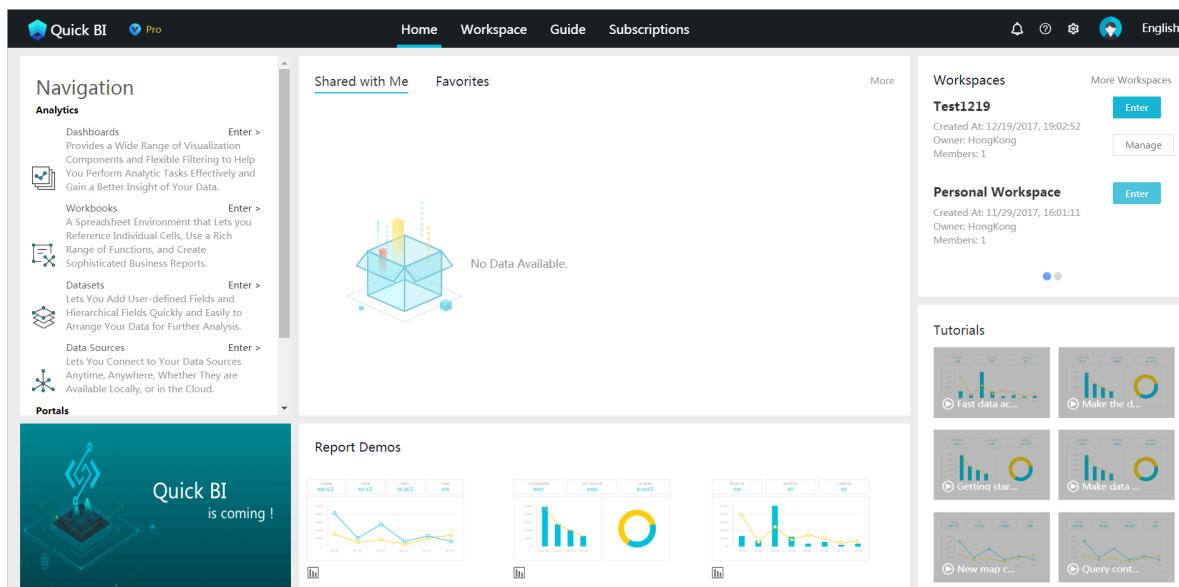 Quick BI
Pro
Home
Workspace
Guide
Subscriptions
English
Navigation
Analytics
Dashboards
Enter >
Provides a Wide Range of Visualization
Components and Flexible Filtering to Help
You Perform Analytic Tasks Effectively and
Gain a Better Insight of Your Data.
Workbooks
Enter >
A Spreadsheet Environment that Lets you
Reference Individual Cells, Use a Rich
Range of Functions, and Create
Sophisticated Business Reports.
Datasets
Enter >
Lets You Add User-defined Fields and
Hierarchical Fields Quickly and Easily to
Arrange Your Data for Further Analysis.
Data Sources
Enter >
Lets You Connect to Your Data Sources
Anytime, Anywhere, Whether They are
Available Locally, or in the Cloud.
Portals
Quick BI
is coming !
Shared with Me
Favorites
More
No Data Available.
Report Demos
Workspaces
More Workspaces
Test1219
Enter
Created At: 12/19/2017, 19:02:52
Owner: HongKong
Members: 1
Manage
Personal Workspace
Enter
Created At: 11/29/2017, 16:01:11
Owner: HongKong
Members: 1
Tutorials
Fast data ac...
Make the d...
Getting star...
Make data ...
New map c...
Query cont...